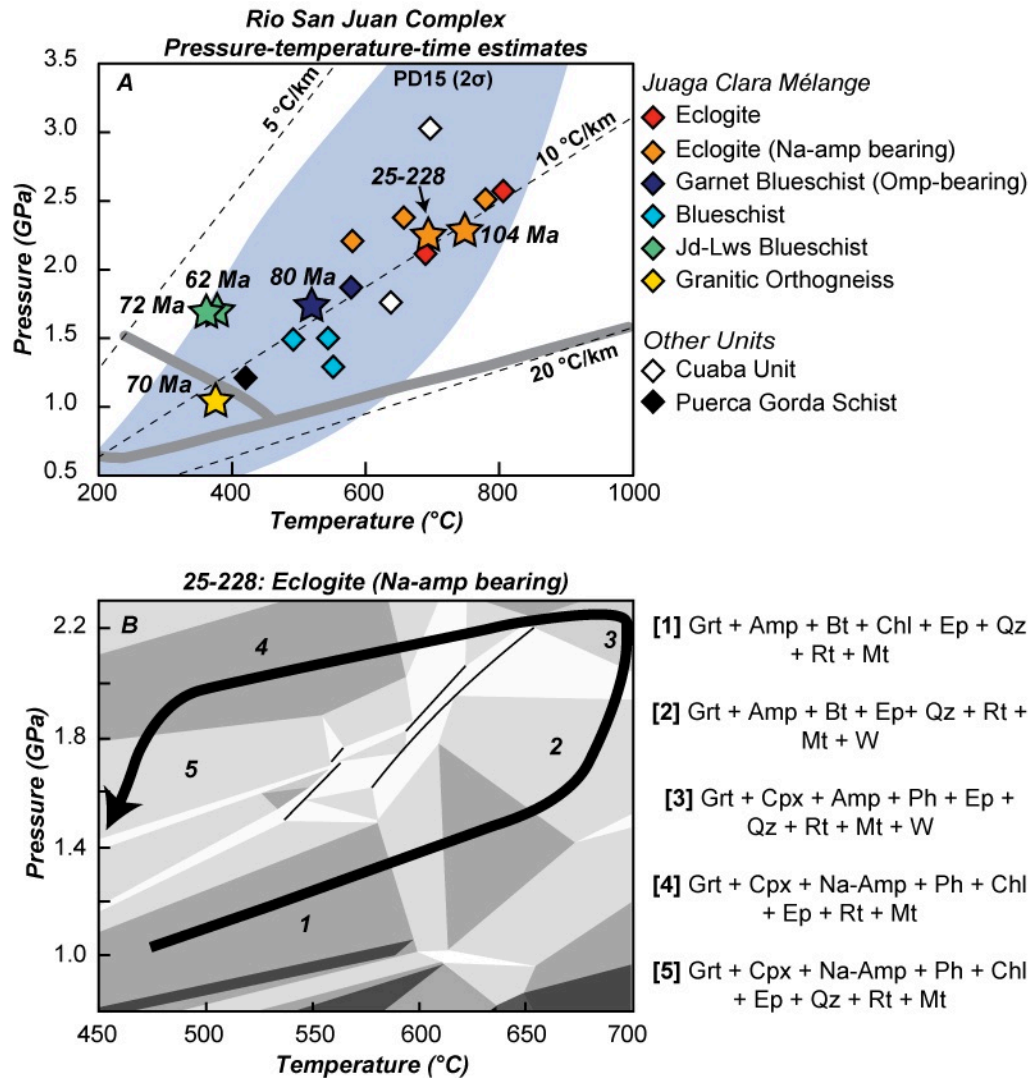 Rio San Juan Complex
Pressure-temperature-time estimates
A
PD15 (2σ)
5 °C/km
10 °C/km
20 °C/km
25-228
104 Ma
80 Ma
62 Ma
72 Ma
70 Ma
3.5
3.0
2.5
2.0
1.5
1.0
0.5
Pressure (GPa)
200
400
600
800
1000
Temperature (°C)
Juaga Clara Mélange
Eclogite
Eclogite (Na-amp bearing)
Garnet Blueschist (Omp-bearing)
Blueschist
Jd-Lws Blueschist
Granitic Orthogneiss
Other Units
Cuaba Unit
Puerca Gorda Schist
25-228: Eclogite (Na-amp bearing)
B
4
3
5
2
1
2.2
1.8
1.4
1.0
Pressure (GPa)
450
500
550
600
650
700
Temperature (°C)
[1] Grt + Amp + Bt + Chl + Ep + Qz
+ Rt + Mt
[2] Grt + Amp + Bt + Ep+ Qz + Rt +
Mt + W
[3] Grt + Cpx + Amp + Ph + Ep +
Qz + Rt + Mt + W
[4] Grt + Cpx + Na-Amp + Ph + Chl
+ Ep + Rt + Mt
[5] Grt + Cpx + Na-Amp + Ph + Chl
+ Ep + Qz + Rt + Mt